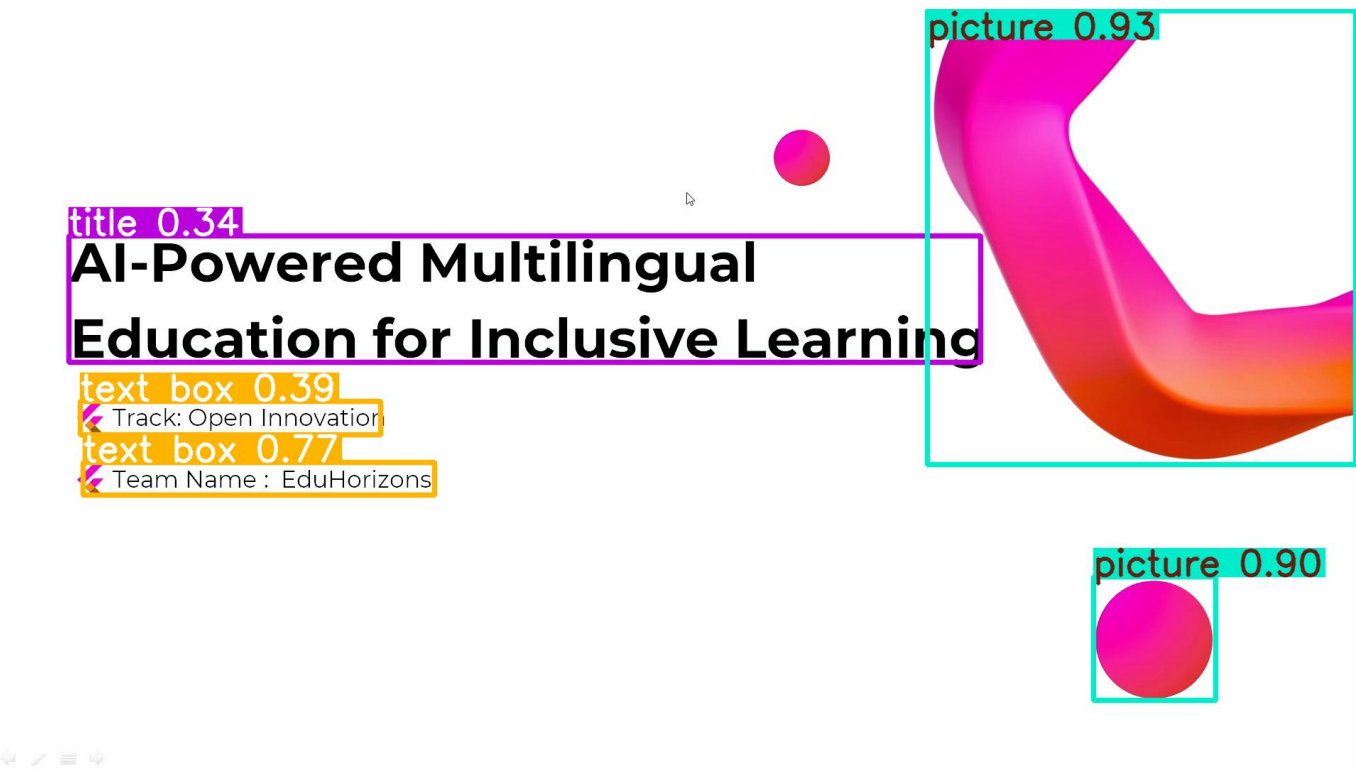 picture 0.93
title 0.34
AI-Powered Multilingual
Education for Inclusive Learning
text box 0.39
Track: Open Innovation
text box 0.77
Team Name : EduHorizons
picture 0.90